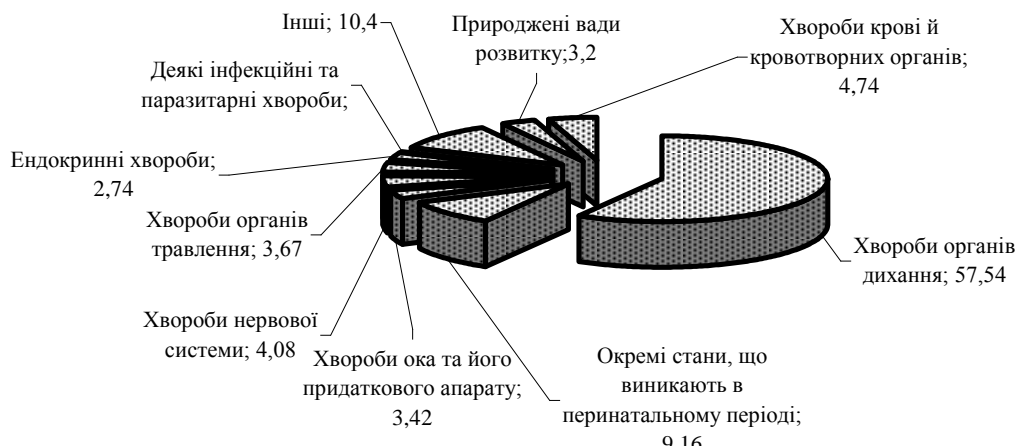 Інші; 10,4
Природжені вади
розвитку;3,2
Хвороби крові й
кровотворних органів;
4,74
Деякі інфекційні та
паразитарні хвороби;
Ендокринні хвороби;
2,74
Хвороби органів
травлення; 3,67
Хвороби органів
дихання; 57,54
Хвороби нервової
системи; 4,08
Хвороби ока та його
придаткового апарату;
3,42
Окремі стани, що
виникають в
перинатальному періоді;
9,16